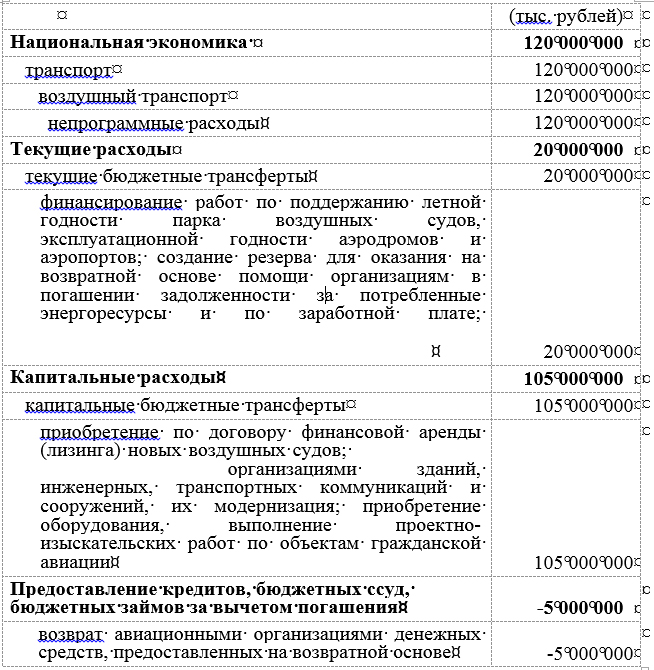 (тыс. рублей)
Национальная экономика 120 000 000
транспорт 120 000 000
воздушный транспорт 120 000 000
непрограммные расходы 120 000 000
Текущие расходы 20 000 000
текущие бюджетные трансферты 20 000 000
финансирование работ по поддержанию летной
годности парка воздушных судов,
эксплуатационной годности аэродромов и
аэропортов; создание резерва для оказания на
возвратной основе помощи организациям в
погашении задолженности за потребленные
энергоресурсы и по заработной плате;
20 000 000
Капитальные расходы 105 000 000
капитальные бюджетные трансферты 105 000 000
приобретение по договору финансовой аренды
(лизинга) новых воздушных судов;
организациями зданий,
инженерных, транспортных коммуникаций и
сооружений, их модернизация; приобретение
оборудования, выполнение проектно-
изыскательских работ по объектам гражданской
авиации 105 000 000
Предоставление кредитов, бюджетных ссуд,
бюджетных займов за вычетом погашения -5 000 000
возврат авиационными организациями денежных
средств, предоставленных на возвратной основе -5 000 000